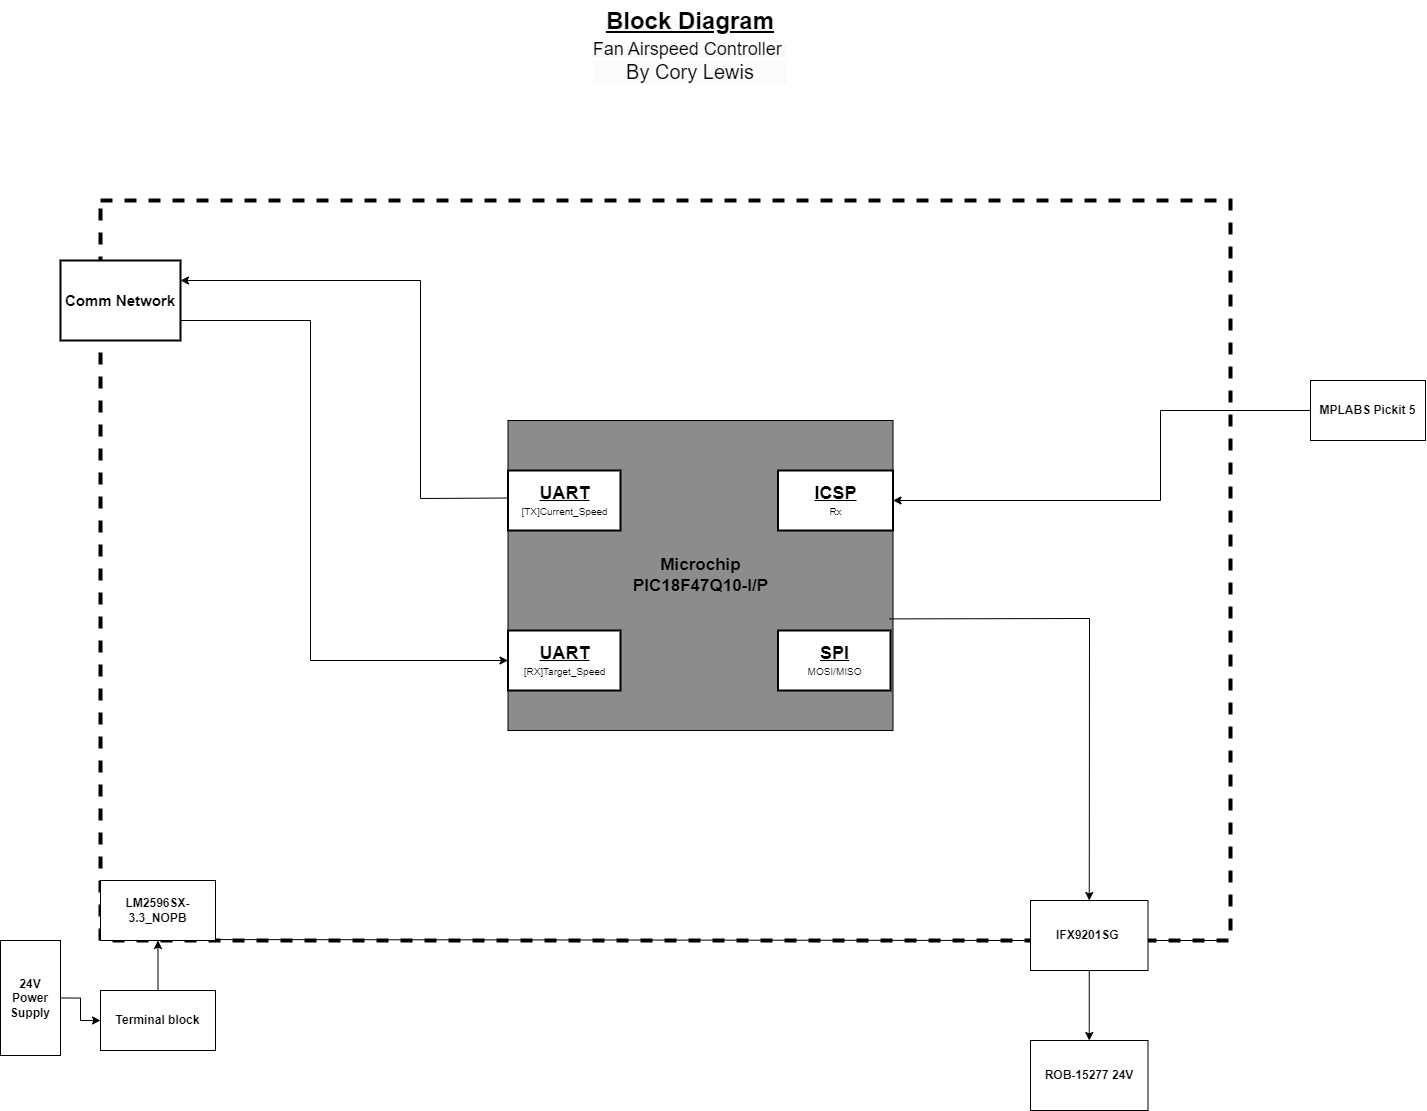 Block Diagram
Fan Airspeed Controller
By Cory Lewis
Comm Network
MPLABS Pickit 5
UART
[TX]Current_Speed
ICSP
Rx
Microchip
PIC18F47Q10-I/P
UART
[RX]Target_Speed
SPI
MOSI/MISO
LM2596SX-
3.3_NOPB
IFX9201SG
24V
Power
Supply
Terminal block
ROB-15277 24V